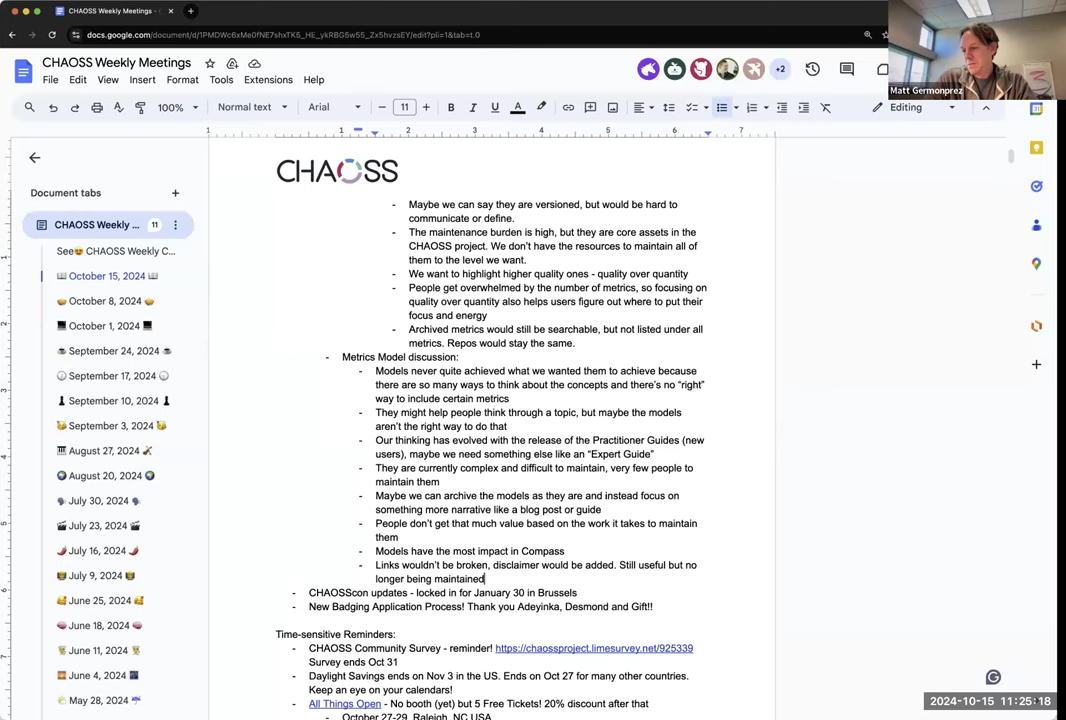 CHAOSS Weekly Meetings -
docs.google.com/document/d/1PMDWc6xMe0fNE7shxTK5_HE_ykRBG5w55_Zx5hvzsEY/edit?pli=1&tab=t.0
CHAOSS Weekly Meetings
File Edit View Insert Format Tools Extensions Help
+2
Matt Germonprez
100% Normal text Arial 11 B I U A Editing
1 1 2 3 4 5 6 7
CHAOSS
Document tabs
CHAOSS Weekly ... 11
See😍 CHAOSS Weekly C...
📖 October 15, 2024 📖
🥧 October 8, 2024 🥧
💻 October 1, 2024 💻
☕ September 24, 2024 ☕
🕝 September 17, 2024 🕝
♟ September 10, 2024 ♟
🥳 September 3, 2024 🥳
🎹 August 27, 2024 🎻
🌍 August 20, 2024 🌍
🗣 July 30, 2024 🗣
🎬 July 23, 2024 🎬
🌶 July 16, 2024 🌶
July 9, 2024
🥰 June 25, 2024 🥰
🧠 June 18, 2024 🧠
June 11, 2024
🌅 June 4, 2024 🌃
May 28, 2024
- Maybe we can say they are versioned, but would be hard to
communicate or define.
- The maintenance burden is high, but they are core assets in the
CHAOSS project. We don't have the resources to maintain all of
them to the level we want.
- We want to highlight higher quality ones - quality over quantity
- People get overwhelmed by the number of metrics, so focusing on
quality over quantity also helps users figure out where to put their
focus and energy
- Archived metrics would still be searchable, but not listed under all
metrics. Repos would stay the same.
- Metrics Model discussion:
- Models never quite achieved what we wanted them to achieve because
there are so many ways to think about the concepts and there's no “right”
way to include certain metrics
- They might help people think through a topic, but maybe the models
aren't the right way to do that
- Our thinking has evolved with the release of the Practitioner Guides (new
users), maybe we need something else like an “Expert Guide”
- They are currently complex and difficult to maintain, very few people to
maintain them
- Maybe we can archive the models as they are and instead focus on
something more narrative like a blog post or guide
- People don't get that much value based on the work it takes to maintain
them
- Models have the most impact in Compass
- Links wouldn't be broken, disclaimer would be added. Still useful but no
longer being maintained
- CHAOSScon updates - locked in for January 30 in Brussels
- New Badging Application Process! Thank you Adeyinka, Desmond and Gift!!
Time-sensitive Reminders:
- CHAOSS Community Survey - reminder! https://chaossproject.limesurvey.net/925339
Survey ends Oct 31
- Daylight Savings ends on Nov 3 in the US. Ends on Oct 27 for many other countries.
Keep an eye on your calendars!
- All Things Open - No booth (yet) but 5 Free Tickets! 20% discount after that
- October 27-29, Raleigh, NC USA
2024-10-15 11:25:18